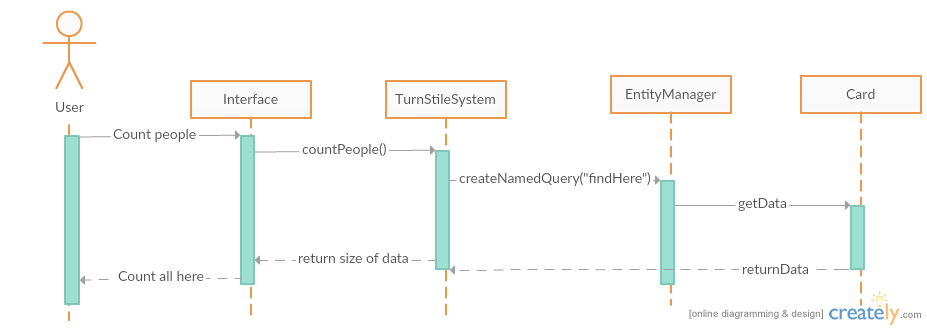 User
Interface
TurnStileSystem
EntityManager
Card
Count people
countPeople()
createNamedQuery("findHere")
getData
return size of data
returnData
Count all here
[online diagramming & design] creately.com